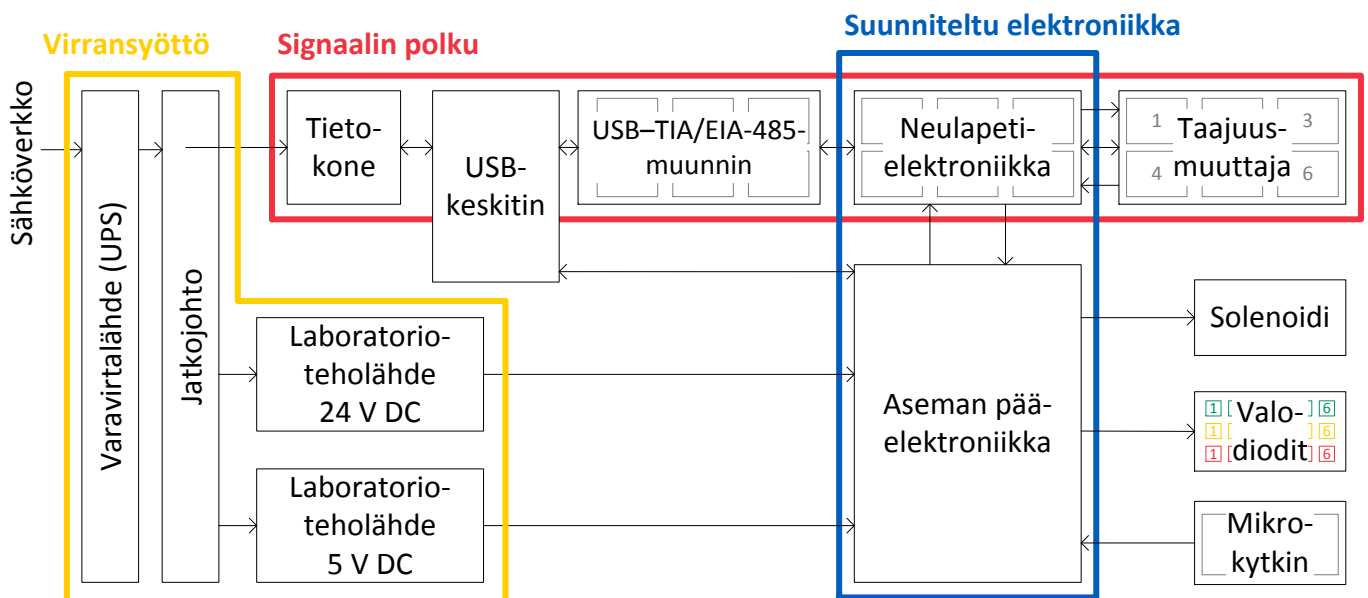 Virransyöttö
Signaalin polku
Suunniteltu elektroniikka
Sähköverkko
Varavirtalähde (UPS)
Jatkojohto
Tieto-
kone
USB-
keskitin
USB–TIA/EIA-485-
muunnin
Neulapeti-
elektroniikka
1 3
Taajuus-
muuttaja
4 6
Laboratorio-
teholähde
24 V DC
Laboratorio-
teholähde
5 V DC
Aseman pää-
elektroniikka
Solenoidi
1 6
1 6
1 6
Valo-
diodit
Mikro-
kytkin